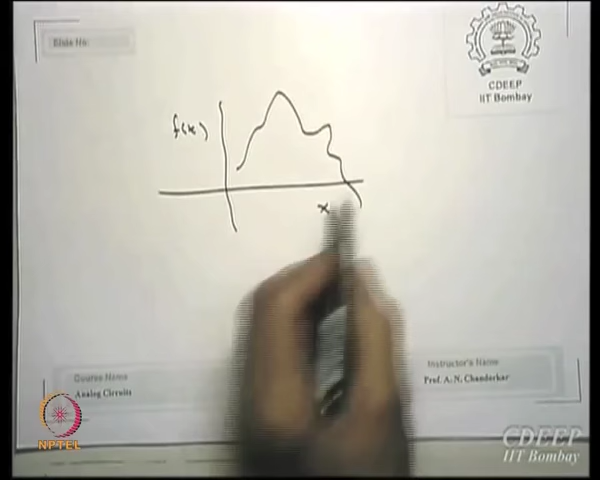 Slide No.
CDEEP
IIT Bombay
f(x)
x
Course Name
Analog Circuits
Instructor's Name
Prof. A. N. Chandorkar
NPTEL
CDEEP
IIT Bombay